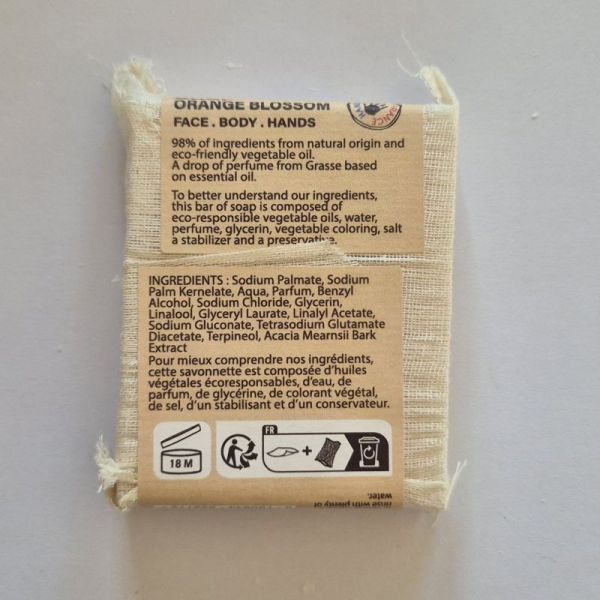 ORANGE BLOSSOM
FACE . BODY . HANDS
98% of ingredients from natural origin and
eco-friendly vegetable oil.
A drop of perfume from Grasse based
on essential oil.
To better understand our ingredients,
this bar of soap is composed of
eco-responsible vegetable oils, water,
perfume, glycerin, vegetable coloring, salt
a stabilizer and a preservative.
INGREDIENTS : Sodium Palmate, Sodium
Palm Kernelate, Aqua, Parfum, Benzyl
Alcohol, Sodium Chloride, Glycerin,
Linalool, Glyceryl Laurate, Linalyl Acetate,
Sodium Gluconate, Tetrasodium Glutamate
Diacetate, Terpineol, Acacia Mearnsii Bark
Extract
Pour mieux comprendre nos ingrédients,
cette savonnette est composée d'huiles
végétales écoresponsables, d'eau, de
parfum, de glycérine, de colorant végétal,
de sel, d'un stabilisant et d'un conservateur.
18 M
FR
+
rinse with plenty of
water.